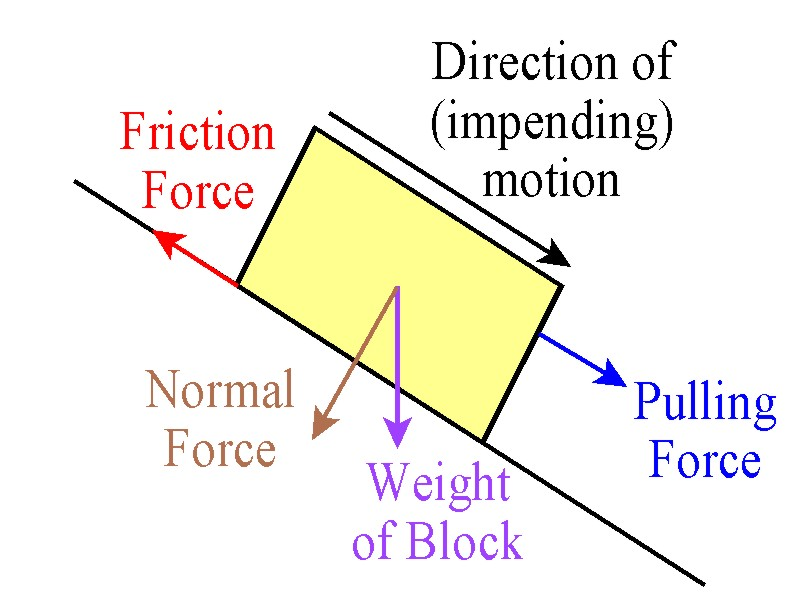 Direction of
(impending)
motion
Friction
Force
Normal
Force
Weight
of Block
Pulling
Force